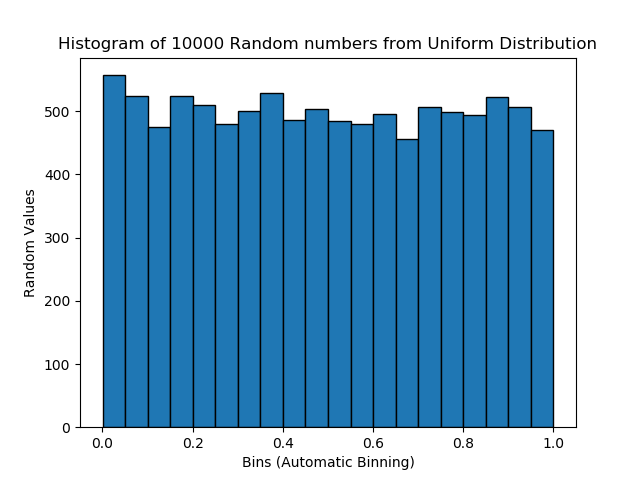 Histogram of 10000 Random numbers from Uniform Distribution
500
400
300
200
100
0
Random Values
0.0 0.2 0.4 0.6 0.8 1.0
Bins (Automatic Binning)